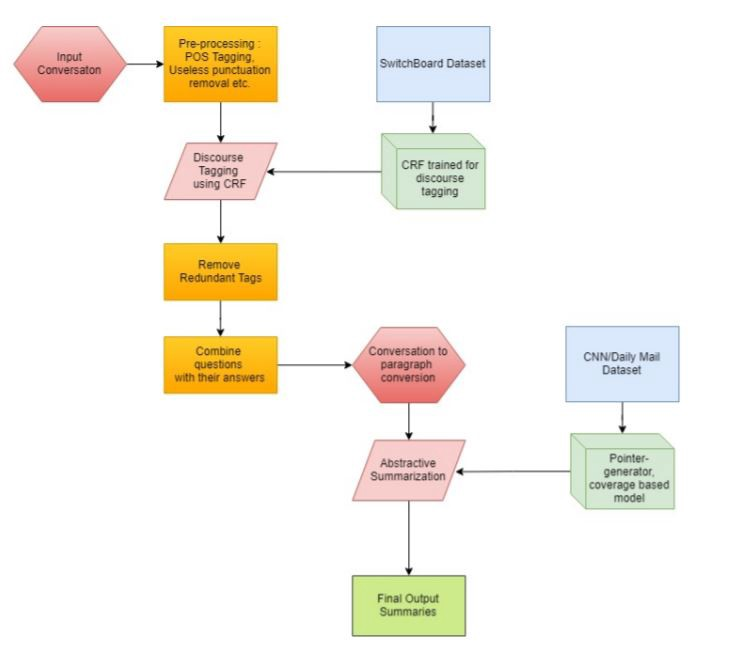 Input
Conversaton
Pre-processing :
POS Tagging,
Useless punctuation
removal etc.
SwitchBoard Dataset
Discourse
Tagging
using CRF
CRF trained for
discourse
tagging
Remove
Redundant Tags
Combine
questions
with their answers
Conversation to
paragraph
conversion
CNN/Daily Mail
Dataset
Abstractive
Summarization
Pointer-
generator,
coverage based
model
Final Output
Summaries